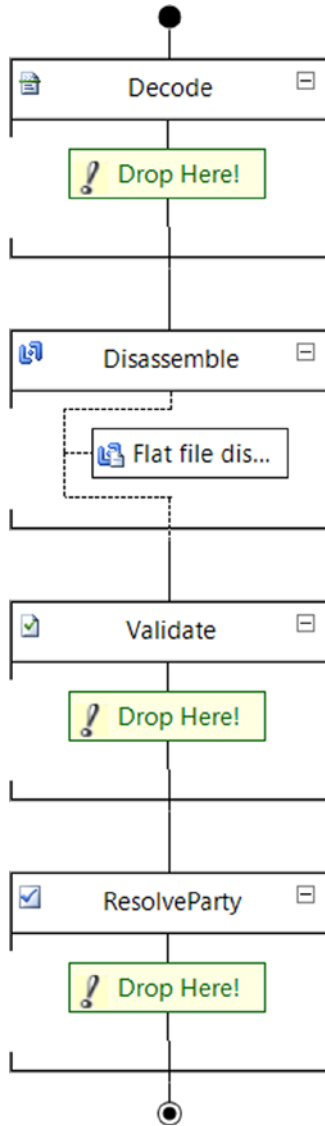 Decode
Drop Here!
Disassemble
Flat file dis...
Validate
Drop Here!
ResolveParty
Drop Here!